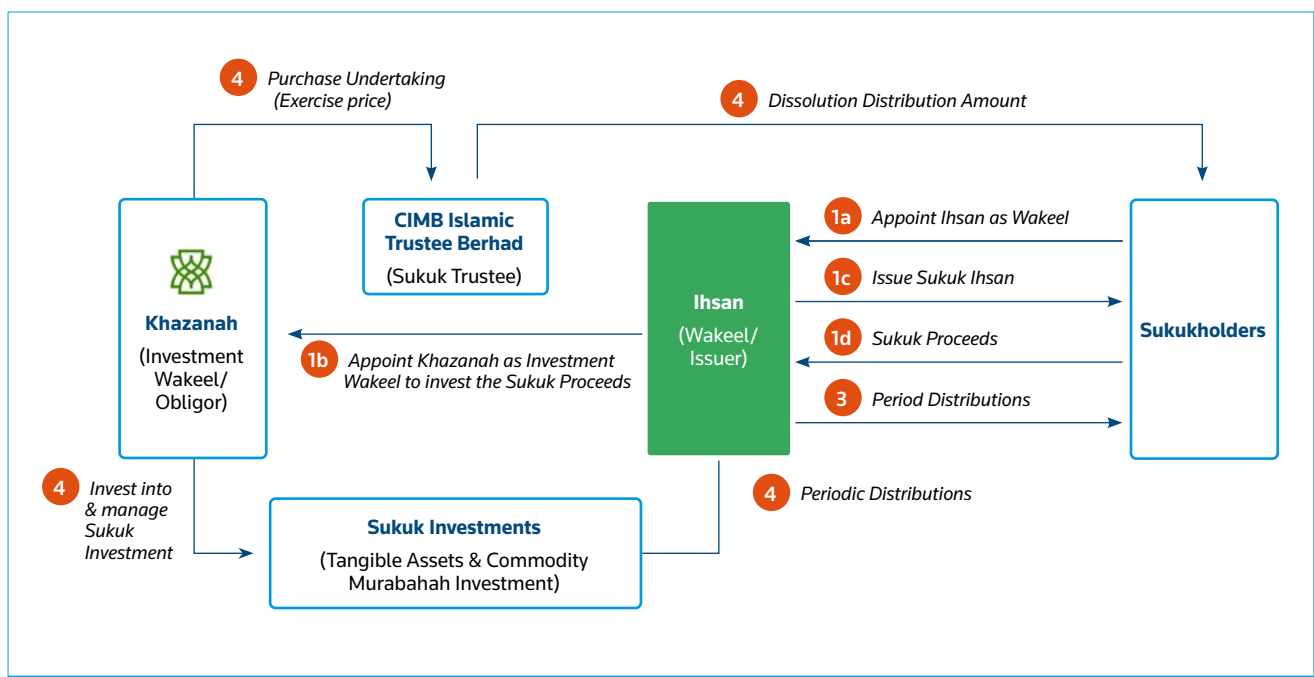 4
Purchase Undertaking
(Exercise price)
4
Dissolution Distribution Amount
Khazanah
(Investment
Wakeel/
Obligor)
CIMB Islamic
Trustee Berhad
(Sukuk Trustee)
Ihsan
(Wakeel/
Issuer)
1a
Appoint Ihsan as Wakeel
1c
Issue Sukuk Ihsan
1d
Sukuk Proceeds
3
Period Distributions
Sukukholders
1b
Appoint Khazanah as Investment
Wakeel to invest the Sukuk Proceeds
4
Invest into
& manage
Sukuk
Investment
Sukuk Investments
(Tangible Assets & Commodity
Murabahah Investment)
4
Periodic Distributions